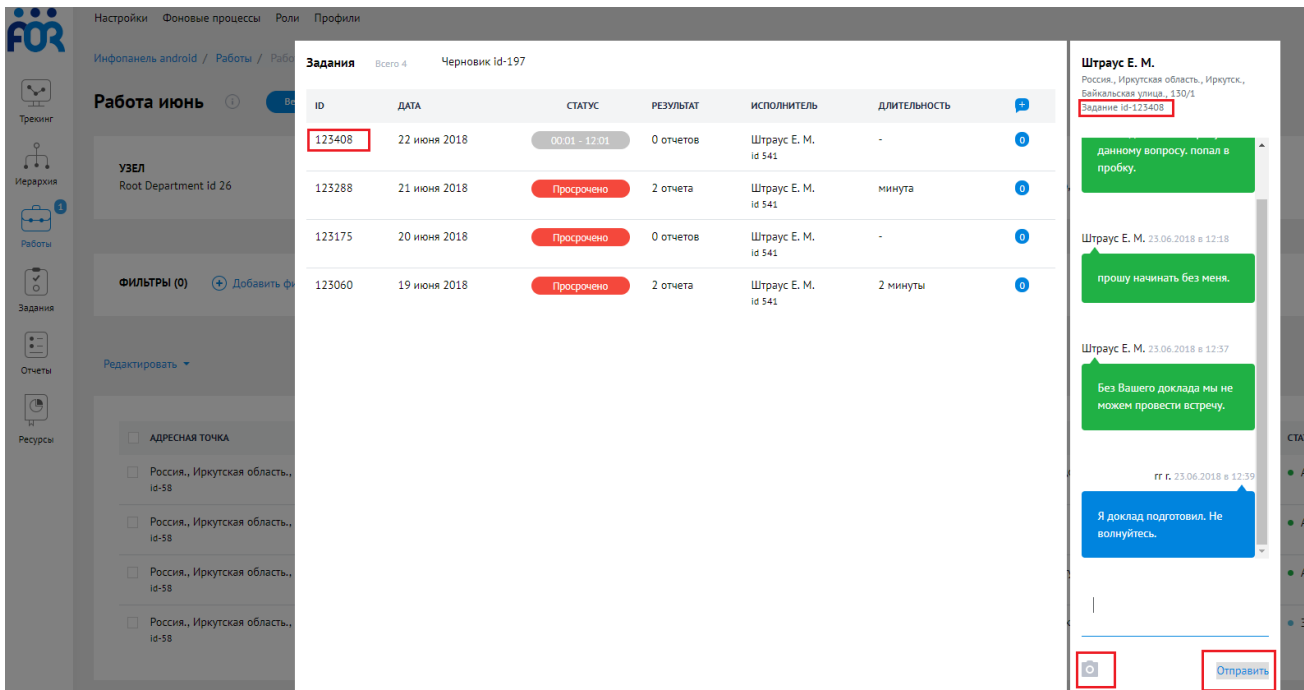 FOR
Настройки Фоновые процессы Роли Профили
Инфопанель android / Работы / Рабо
Работа июнь
Ве
Трекинг
Иерархия
1
Работы
Задания
Отчеты
Ресурсы
УЗЕЛ
Root Department id 26
ФИЛЬТРЫ (0) Добавить фи
Редактировать
АДРЕСНАЯ ТОЧКА
Россия., Иркутская область.,
id-58
Россия., Иркутская область.,
id-58
Россия., Иркутская область.,
id-58
Россия., Иркутская область.,
id-58
Задания Всего 4 Черновик id-197
ID ДАТА СТАТУС РЕЗУЛЬТАТ ИСПОЛНИТЕЛЬ ДЛИТЕЛЬНОСТЬ
123408 22 июня 2018 00:01 - 12:01 0 отчетов Штраус Е. М. - 0
id 541
123288 21 июня 2018 Просрочено 2 отчета Штраус Е. М. минута 0
id 541
123175 20 июня 2018 Просрочено 0 отчетов Штраус Е. М. - 0
id 541
123060 19 июня 2018 Просрочено 2 отчета Штраус Е. М. 2 минуты 0
id 541
Штраус Е. М.
Россия., Иркутская область., Иркутск.,
Байкальская улица., 130/1
Задание id-123408
данному вопросу. попал в
пробку.
Штраус Е. М. 23.06.2018 в 12:18
прошу начинать без меня.
Штраус Е. М. 23.06.2018 в 12:37
Без Вашего доклада мы не
можем провести встречу.
гг г. 23.06.2018 в 12:39
Я доклад подготовил. Не
волнуйтесь.
Отправить
СТА